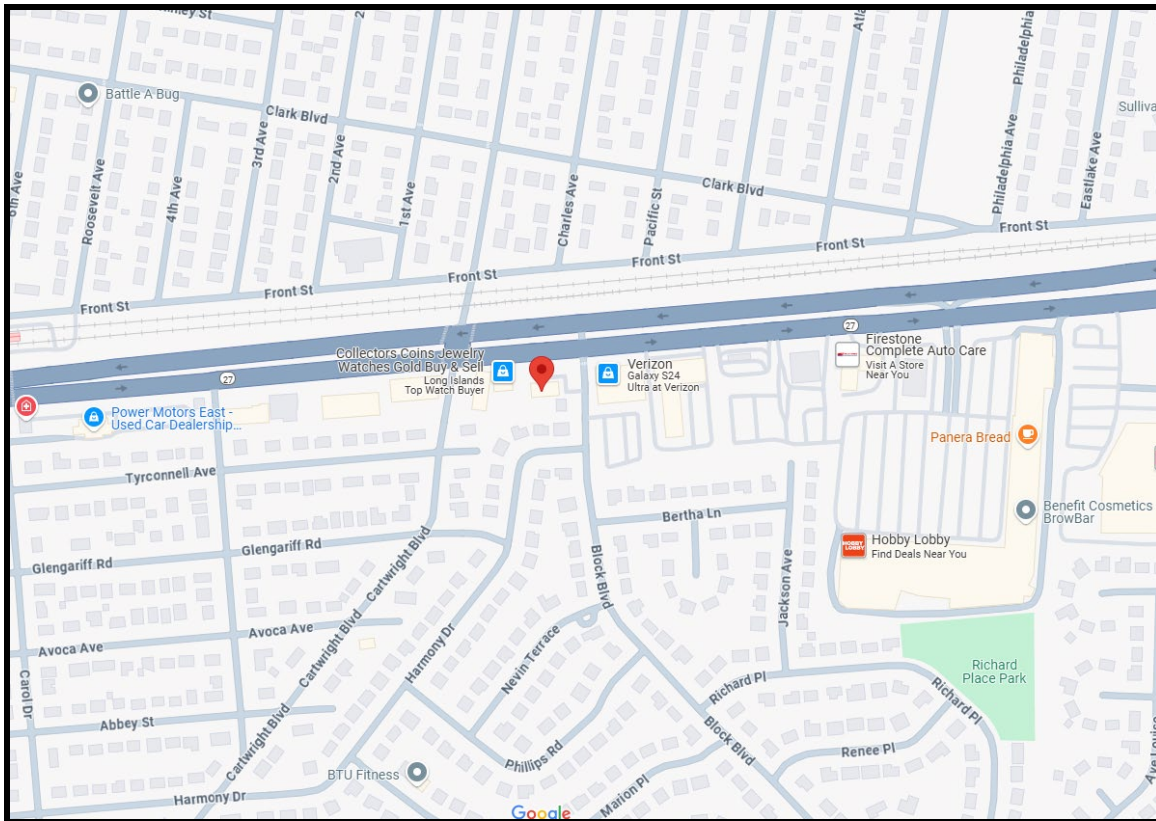 Battle A Bug
Clark Blvd
3rd Ave
2nd Ave
Roosevelt Ave
4th Ave
1st Ave
Charles Ave
Pacific St
Clark Blvd
Philadelphia Ave
Philadelphia
Eastlake Ave
Sulliva
Front St
Front St
Front St
Front St
Front St
27
27
Collectors Coins Jewelry
Watches Gold Buy & Sell
Long Islands
Top Watch Buyer
Verizon
Galaxy S24
Ultra at Verizon
Firestone
Complete Auto Care
Visit A Store
Near You
Power Motors East -
Used Car Dealership...
Panera Bread
Tyrconnell Ave
Bertha Ln
Benefit Cosmetics
BrowBar
HOBBY
LOBBY
Hobby Lobby
Find Deals Near You
Glengariff Rd
Glengariff Rd
Cartwright Blvd
Block Blvd
Jackson Ave
Avoca Ave
Avoca Ave
Cartwright Blvd
Harmony Dr
Nevin Terrace
Carol Dr
Richard
Place Park
Richard Pl
Richard Pl
Abbey St
Cartwright Blvd
Phillips Rd
Block Blvd
Renee Pl
BTU Fitness
Marion Pl
Harmony Dr
Google